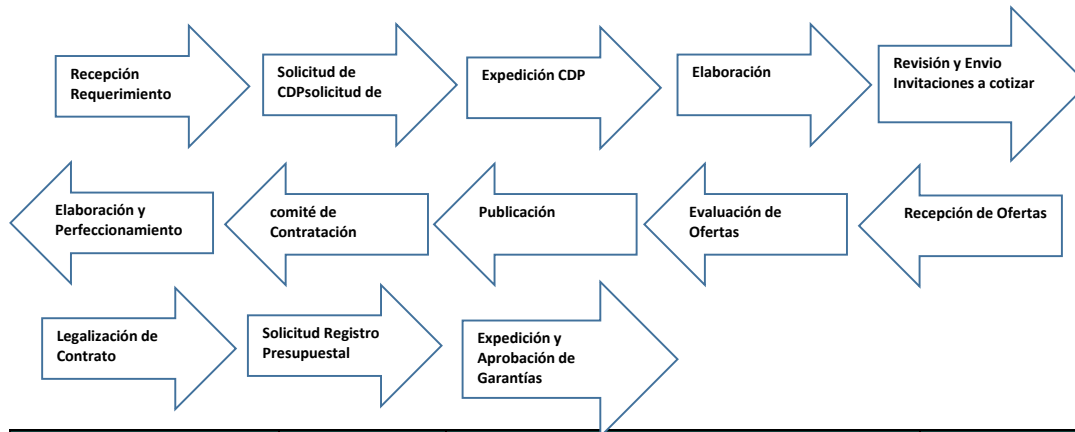 Recepción
Requerimiento
Solicitud de
CDPsolicitud de
Expedición CDP
Elaboración
Revisión y Envio
Invitaciones a cotizar
Recepción de Ofertas
Evaluación de
Ofertas
Publicación
comité de
Contratación
Elaboración y
Perfeccionamiento
Legalización de
Contrato
Solicitud Registro
Presupuestal
Expedición y
Aprobación de
Garantías